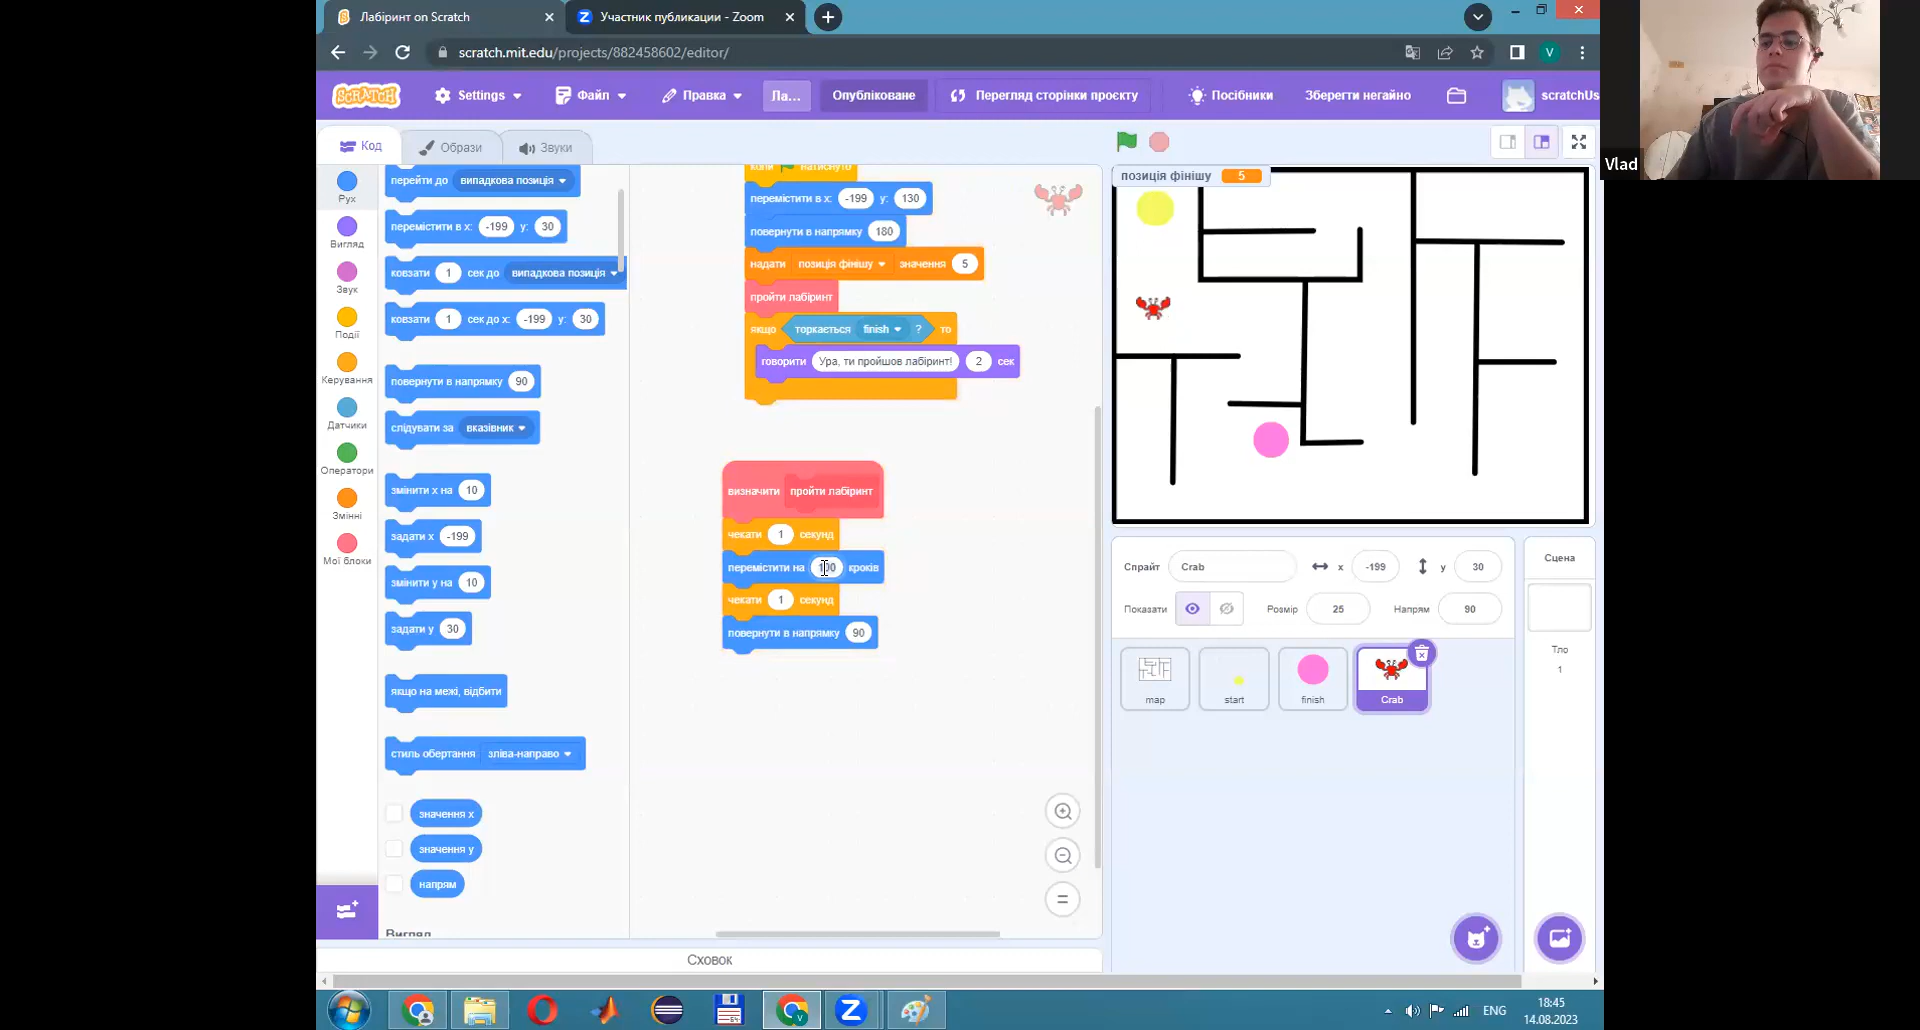 Лабіринт on Scratch
Участник публикации - Zoom
scratch.mit.edu/projects/882458602/editor/
V
Vlad
SCRATCH
Settings
Файл
Правка
Ла...
Опубліковане
Перегляд сторінки проєкту
Посібники
Зберегти негайно
scratchUs
Код
Образи
Звуки
Рух
Вигляд
Звук
Події
Керування
Датчики
Оператори
Змінні
Мої блоки
перейти до випадкова позиція
перемістити в x: -199 y: 30
ковзати 1 сек до випадкова позиція
ковзати 1 сек до x: -199 y: 30
повернути в напрямку 90
слідувати за вказівник
змінити x на 10
задати x -199
змінити y на 10
задати y 30
якщо на межі, відбити
стиль обертання зліва-направо
значення x
значення y
напрям
Вигляд
коли натиснуто
перемістити в x: -199 y: 130
повернути в напрямку 180
надати позиція фінішу значення 5
пройти лабіринт
якщо торкається finish ? то
говорити Ура, ти пройшов лабіринт! 2 сек
визначити пройти лабіринт
чекати 1 секунд
перемістити на 100 кроків
чекати 1 секунд
повернути в напрямку 90
позиція фінішу 5
Спрайт Crab x -199 y 30
Показати Розмір 25 Напрям 90
map
start
finish
Crab
Сцена
Тло
1
Сховок
ENG
18:45
14.08.2023